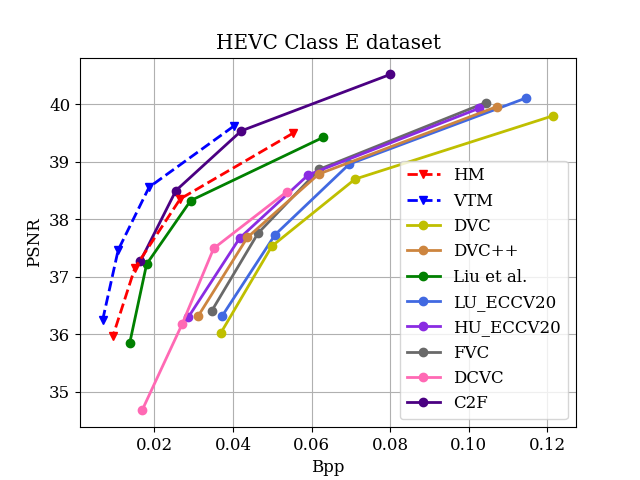 HEVC Class E dataset
PSNR
40
39
38
37
36
35
HM
VTM
DVC
DVC++
Liu et al.
LU_ECCV20
HU_ECCV20
FVC
DCVC
C2F
0.02 0.04 0.06 0.08 0.10 0.12
Bpp